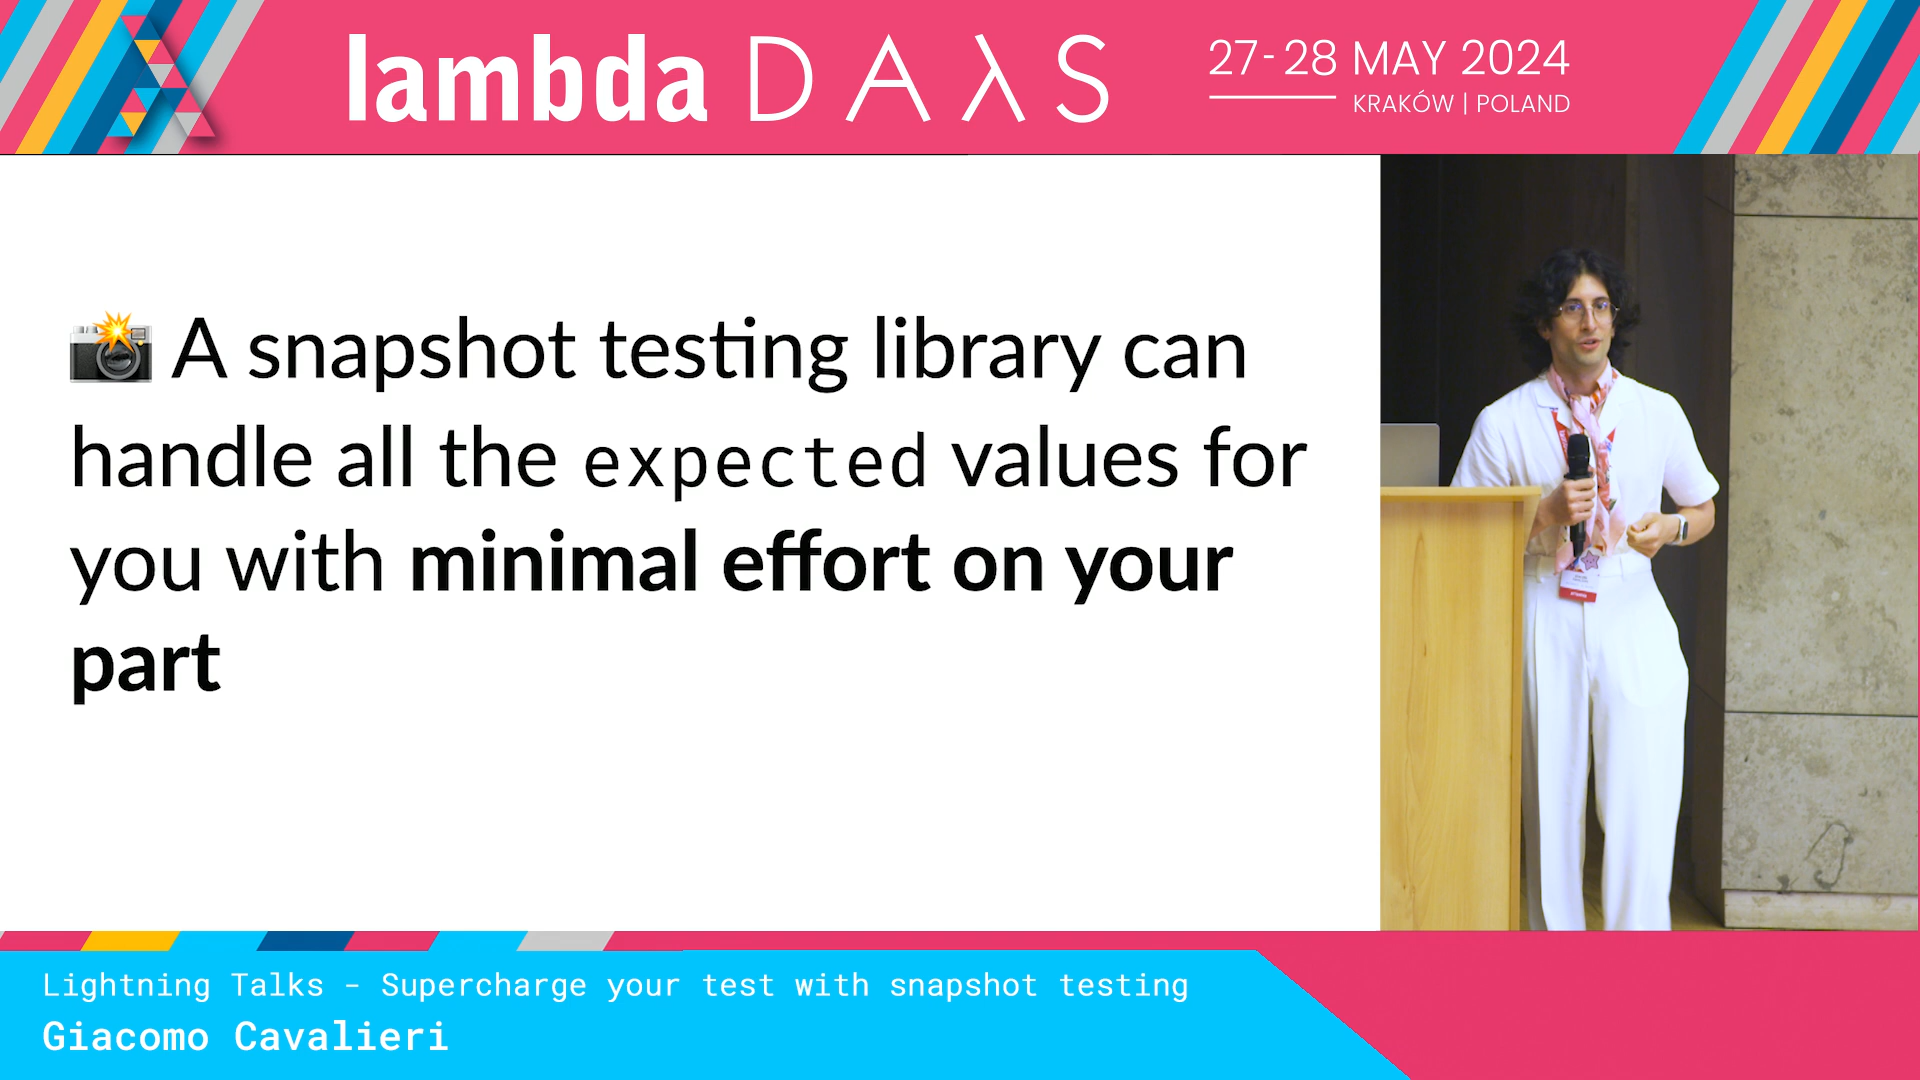 lambda DAλS
27-28 MAY 2024
KRAKÓW | POLAND
📸 A snapshot testing library can
handle all the expected values for
you with minimal effort on your
part
Lightning Talks - Supercharge your test with snapshot testing
Giacomo Cavalieri